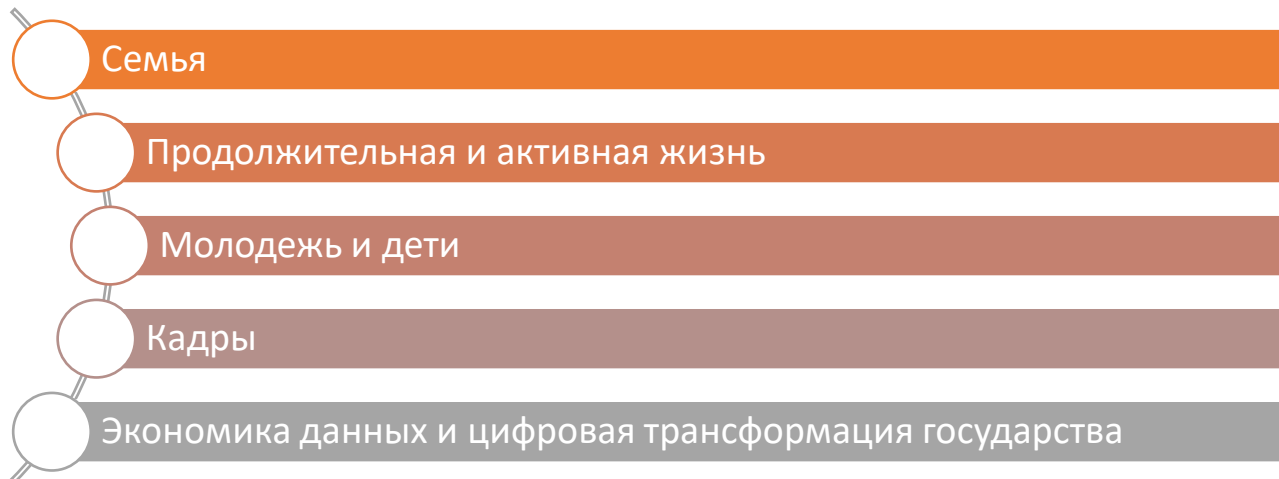 Семья
Продолжительная и активная жизнь
Молодежь и дети
Кадры
Экономика данных и цифровая трансформация государства